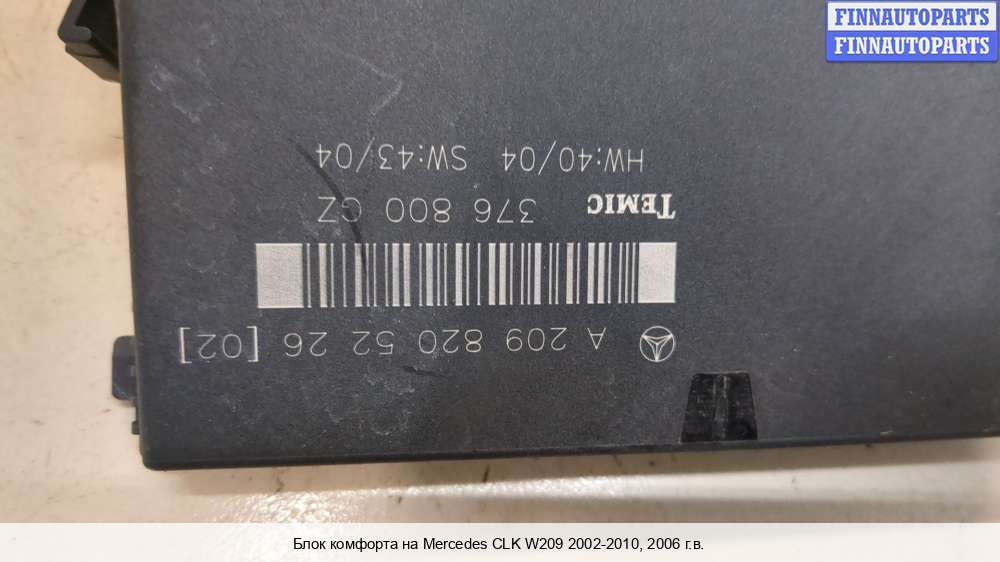 FINNAUTOPARTS
FINNAUTOPARTS
A 209 820 52 26 [02]
TEMIC 376 800 GZ
HW:40/04 SW:43/04
Блок комфорта на Mercedes CLK W209 2002-2010, 2006 г.в.